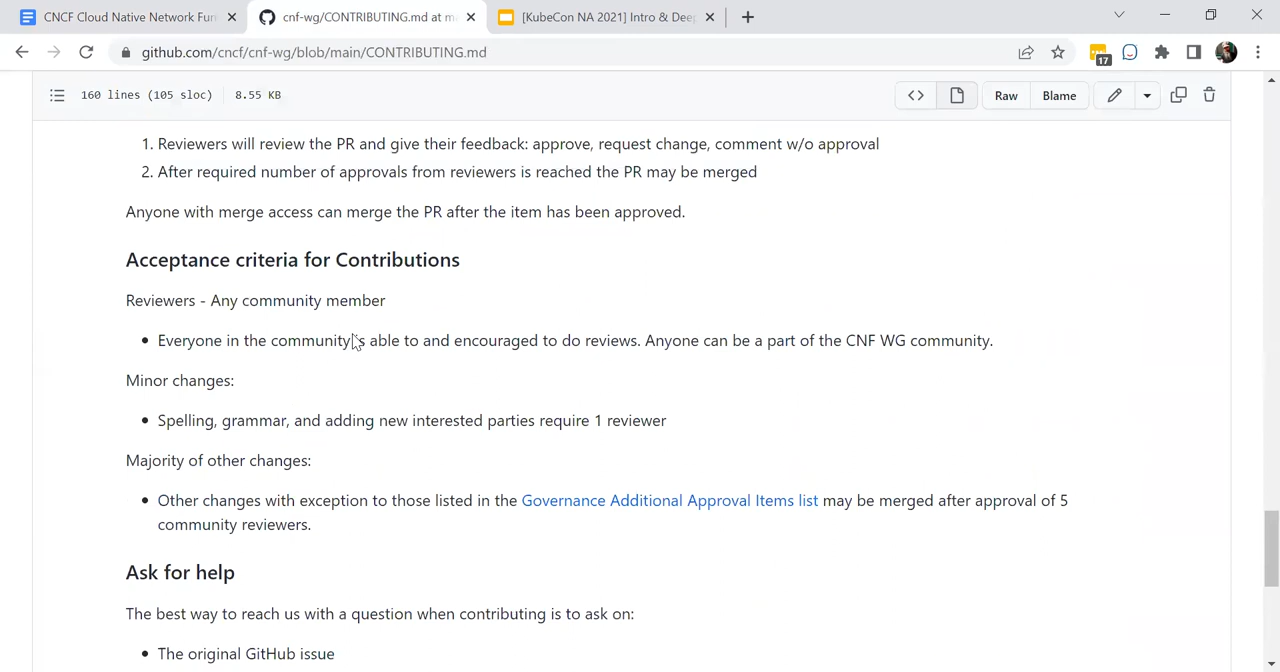 CNCF Cloud Native Network Fun
cnf-wg/CONTRIBUTING.md at m
[KubeCon NA 2021] Intro & Deep
github.com/cncf/cnf-wg/blob/main/CONTRIBUTING.md
17
160 lines (105 sloc) 8.55 KB
Raw Blame
1. Reviewers will review the PR and give their feedback: approve, request change, comment w/o approval
2. After required number of approvals from reviewers is reached the PR may be merged
Anyone with merge access can merge the PR after the item has been approved.
Acceptance criteria for Contributions
Reviewers - Any community member
• Everyone in the community is able to and encouraged to do reviews. Anyone can be a part of the CNF WG community.
Minor changes:
• Spelling, grammar, and adding new interested parties require 1 reviewer
Majority of other changes:
• Other changes with exception to those listed in the Governance Additional Approval Items list may be merged after approval of 5
community reviewers.
Ask for help
The best way to reach us with a question when contributing is to ask on:
• The original GitHub issue